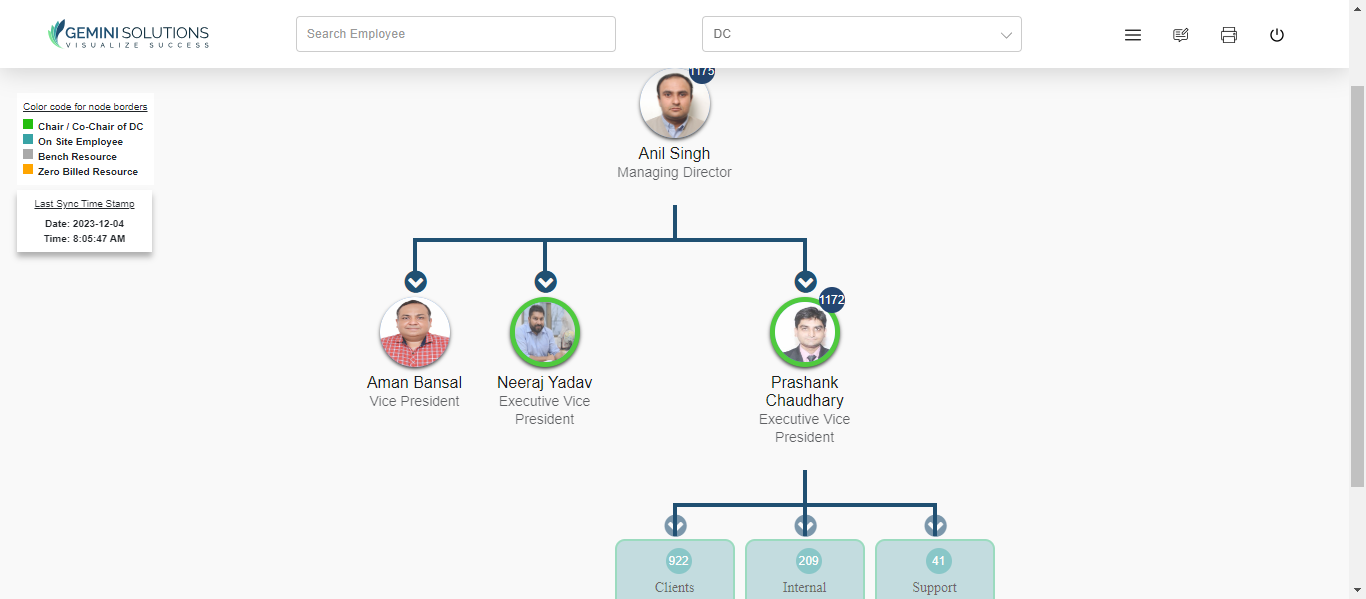 GEMINI SOLUTIONS
VISUALIZE SUCCESS
Search Employee
DC
Color code for node borders
Chair / Co-Chair of DC
On Site Employee
Bench Resource
Zero Billed Resource
Last Sync Time Stamp
Date: 2023-12-04
Time: 8:05:47 AM
1175
Anil Singh
Managing Director
Aman Bansal
Vice President
Neeraj Yadav
Executive Vice
President
1172
Prashank
Chaudhary
Executive Vice
President
922
Clients
209
Internal
41
Support